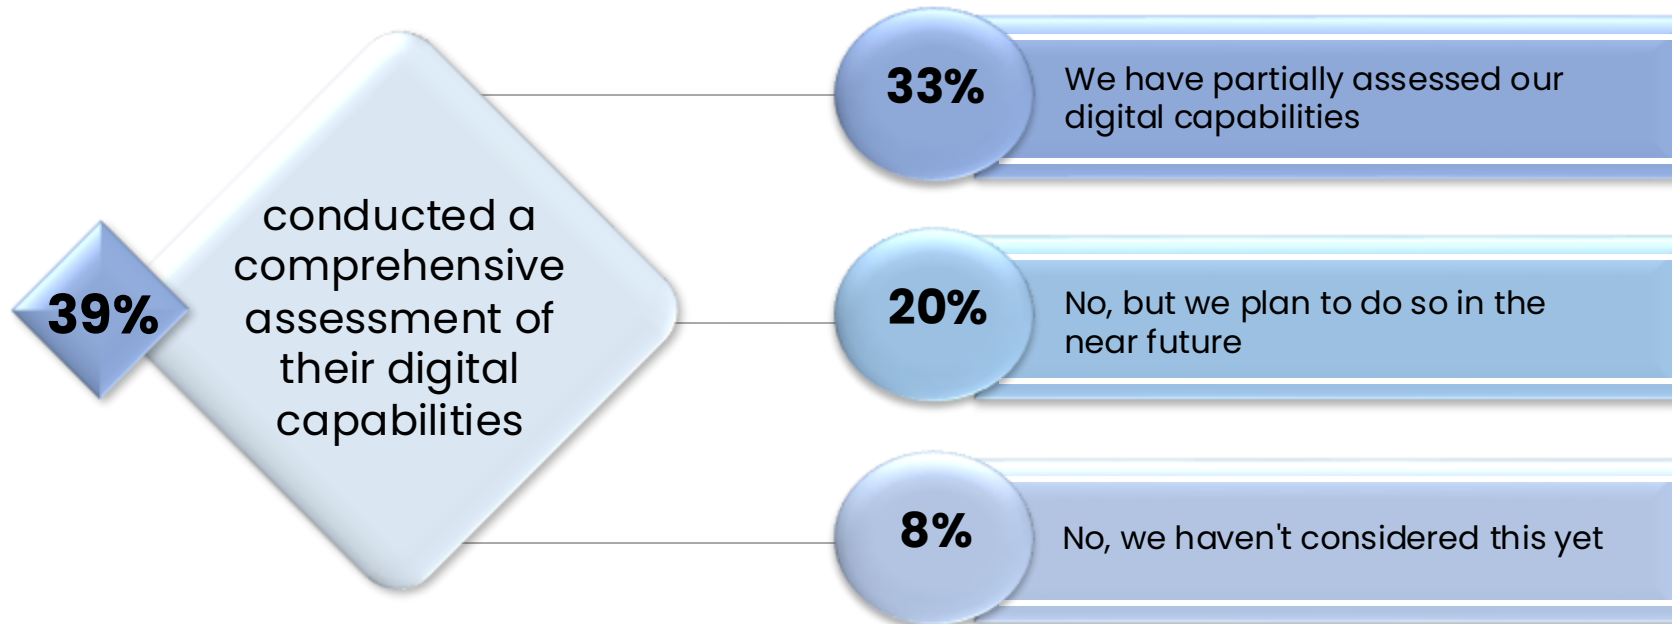 39%
conducted a
comprehensive
assessment of
their digital
capabilities
33%
We have partially assessed our
digital capabilities
20%
No, but we plan to do so in the
near future
8%
No, we haven't considered this yet